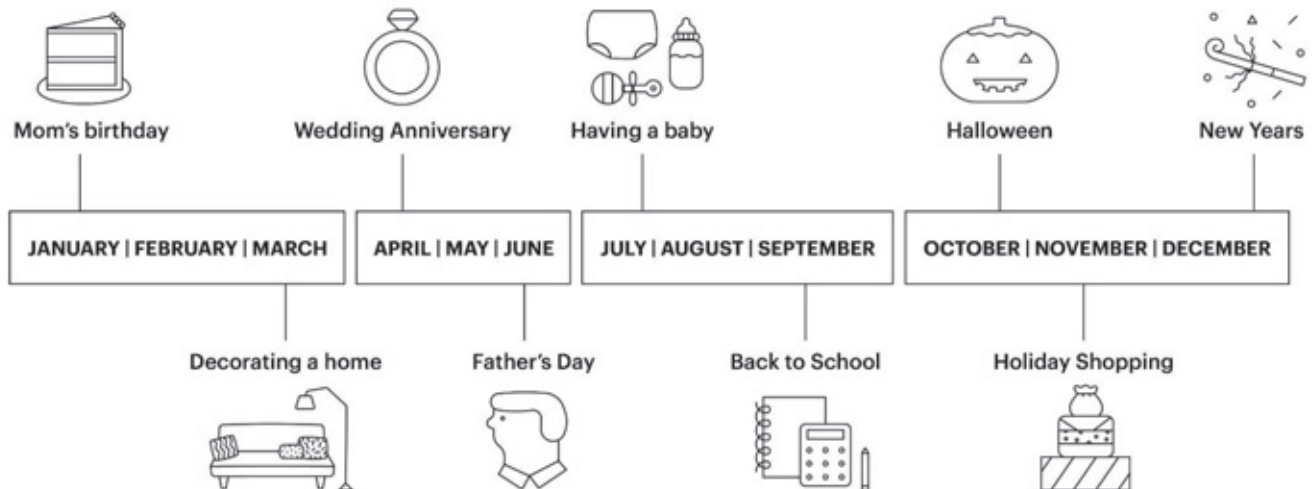 Mom's birthday
Wedding Anniversary
Having a baby
Halloween
New Years
JANUARY | FEBRUARY | MARCH
APRIL | MAY | JUNE
JULY | AUGUST | SEPTEMBER
OCTOBER | NOVEMBER | DECEMBER
Decorating a home
Father's Day
Back to School
Holiday Shopping